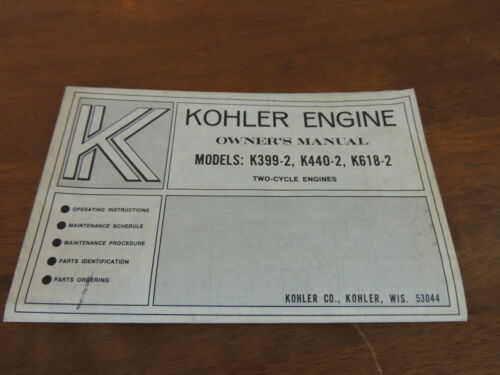 K
KOHLER ENGINE
OWNER'S MANUAL
MODELS: K399-2, K440-2, K618-2
TWO-CYCLE ENGINES
OPERATING INSTRUCTIONS
MAINTENANCE SCHEDULE
MAINTENANCE PROCEDURE
PARTS IDENTIFICATION
PARTS ORDERING
KOHLER CO., KOHLER, WIS. 53044